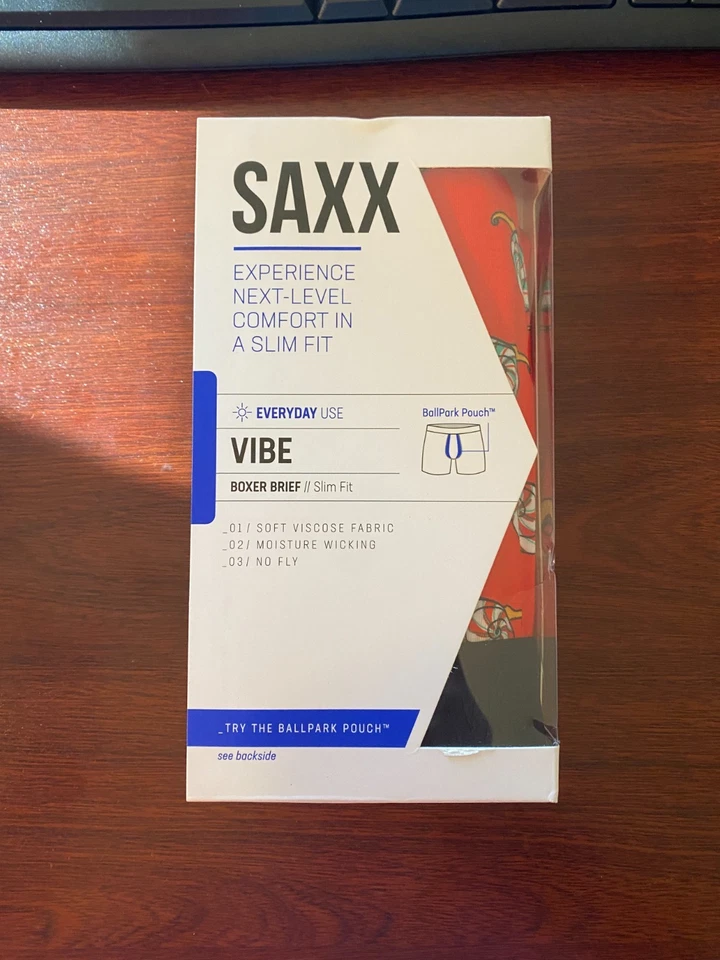 SAXX
EXPERIENCE
NEXT-LEVEL
COMFORT IN
A SLIM FIT
EVERYDAY USE
BallPark Pouch™
VIBE
BOXER BRIEF // Slim Fit
_01/ SOFT VISCOSE FABRIC
_02/ MOISTURE WICKING
_03/ NO FLY
_TRY THE BALLPARK POUCH™
see backside